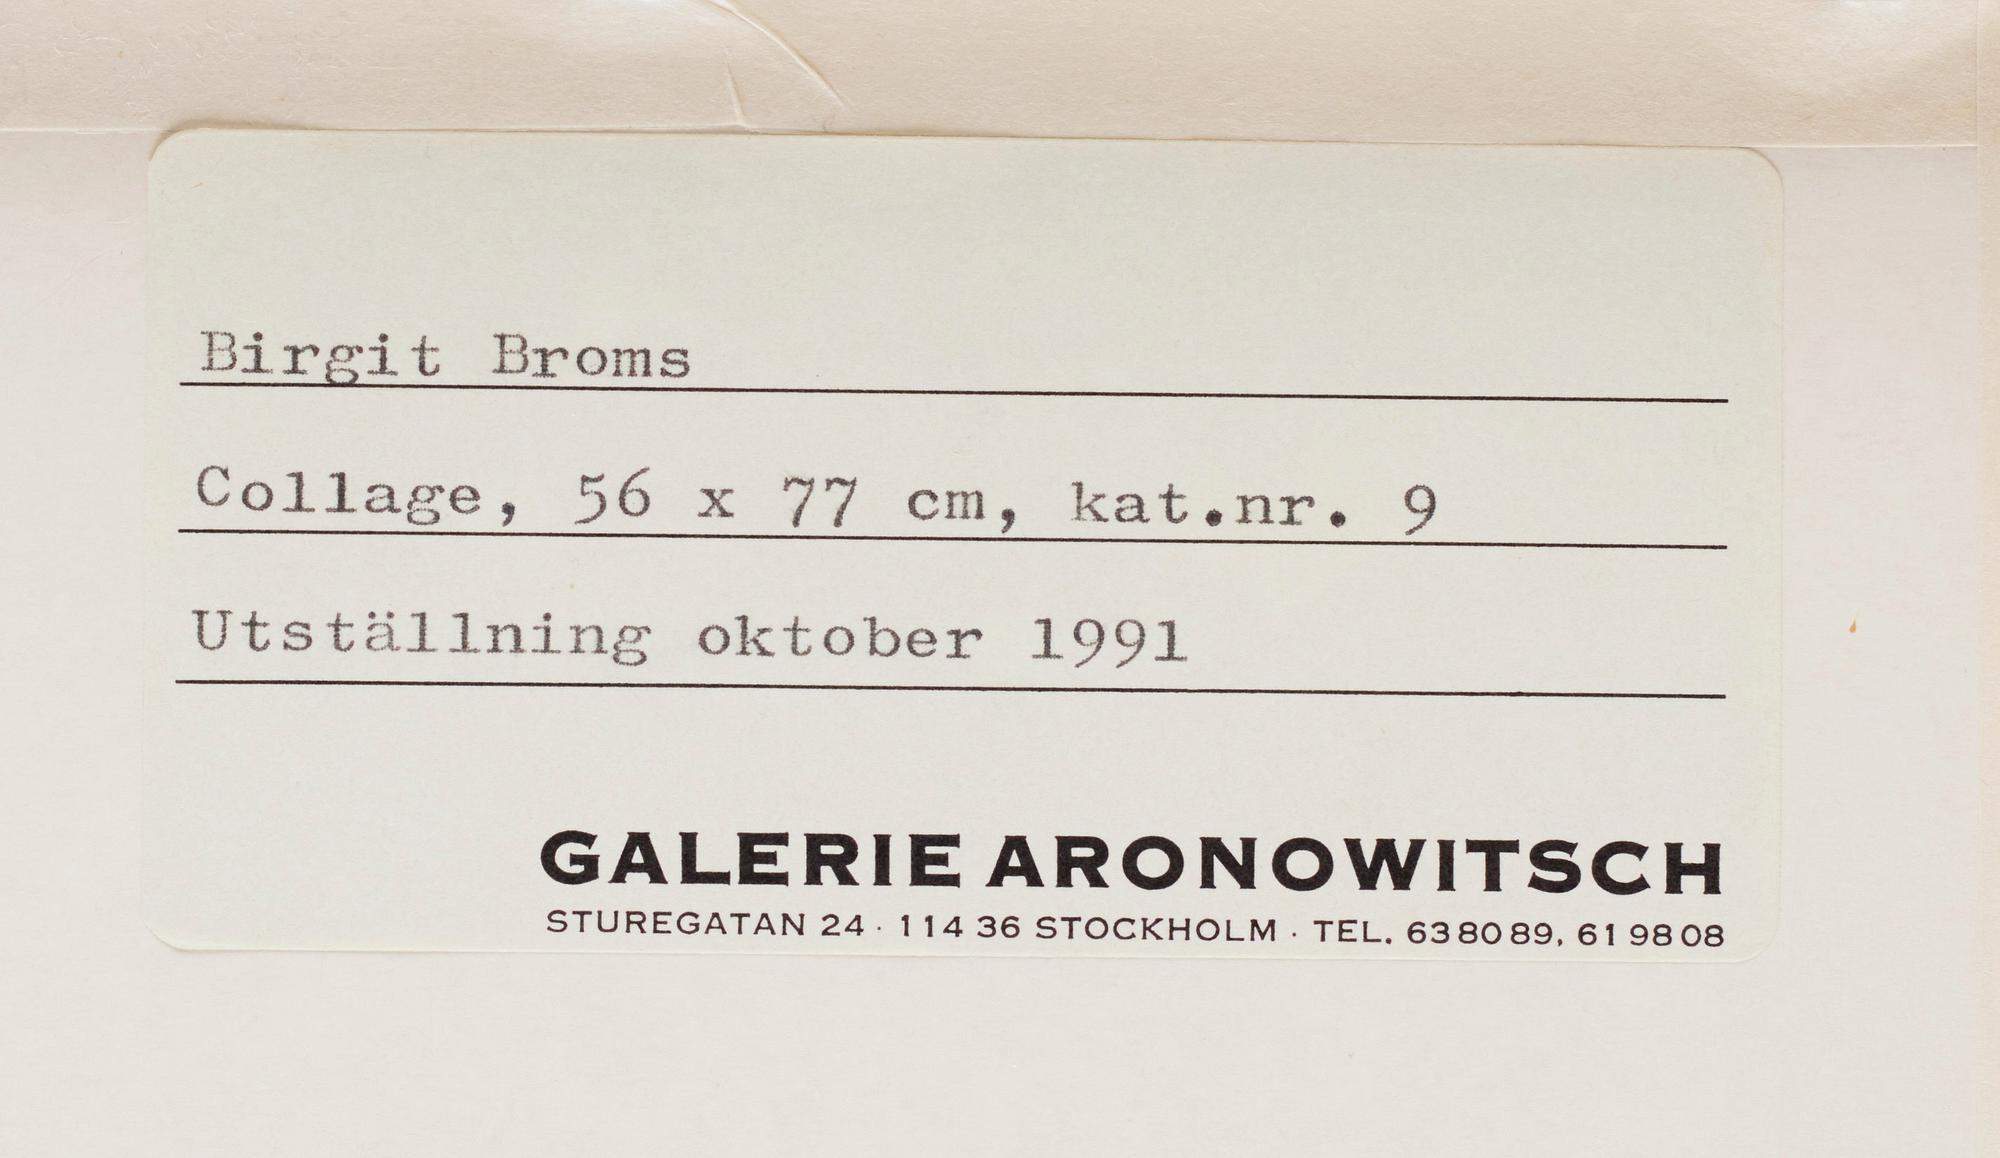 Birgit Broms
Collage, 56 x 77 cm, kat.nr. 9
Utställning oktober 1991
GALERIE ARONOWITSCH
STUREGATAN 24 · 114 36 STOCKHOLM · TEL. 63 80 89, 61 98 08